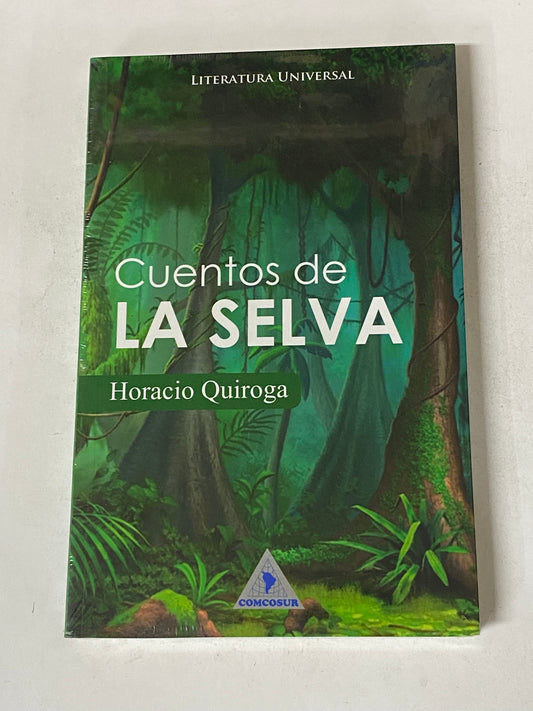 LITERATURA UNIVERSAL
Cuentos de
LA SELVA
Horacio Quiroga
COMCOSUR